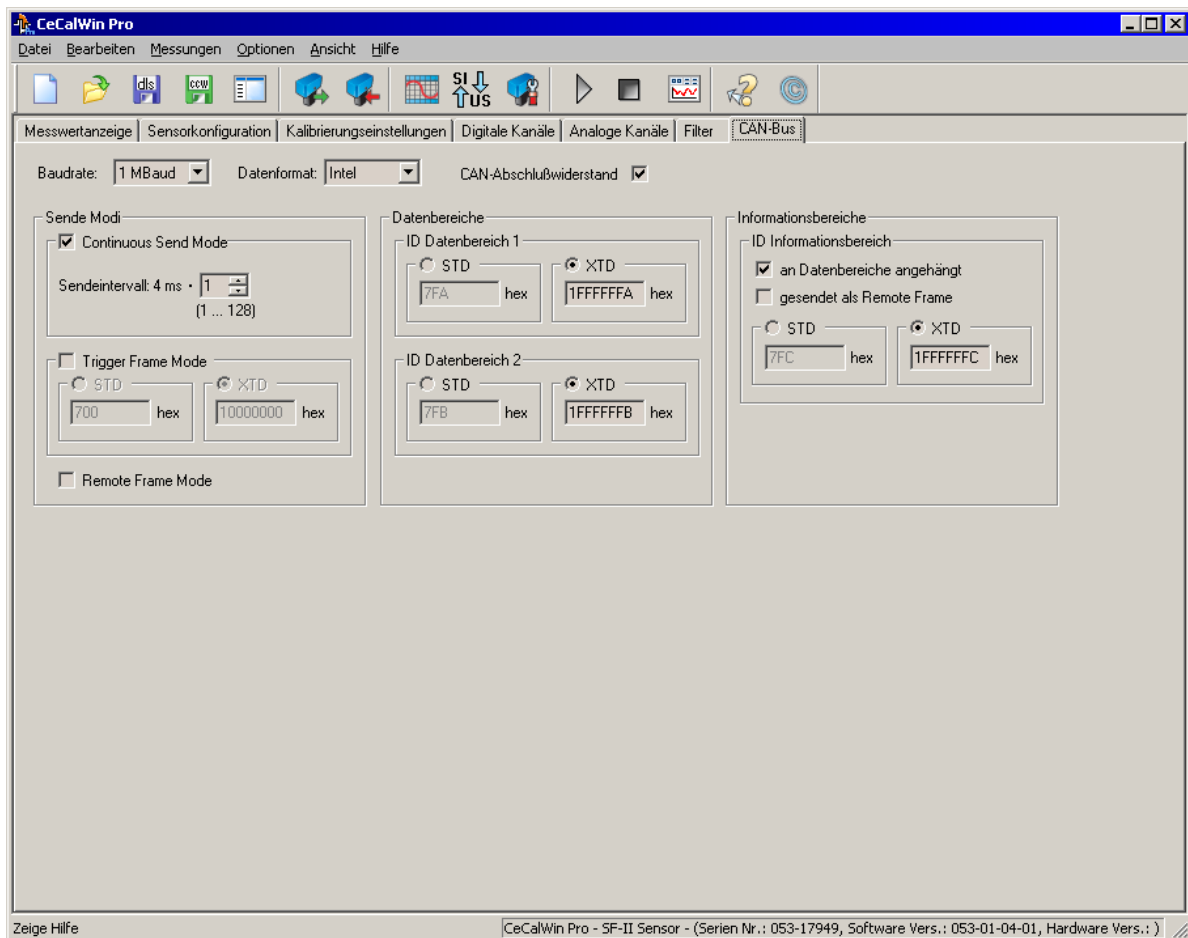 CeCalWin Pro
Datei Bearbeiten Messungen Optionen Ansicht Hilfe
dls ccw SI US
Messwertanzeige Sensorkonfiguration Kalibrierungseinstellungen Digitale Kanäle Analoge Kanäle Filter CAN-Bus
Baudrate: 1 MBaud Datenformat: Intel CAN-Abschlußwiderstand
Sende Modi
Continuous Send Mode
Sendeintervall: 4 ms · 1
(1 ... 128)
Trigger Frame Mode
STD XTD
700 hex 10000000 hex
Remote Frame Mode
Datenbereiche
ID Datenbereich 1
STD XTD
7FA hex 1FFFFFFA hex
ID Datenbereich 2
STD XTD
7FB hex 1FFFFFFB hex
Informationsbereiche
ID Informationsbereich
an Datenbereiche angehängt
gesendet als Remote Frame
STD XTD
7FC hex 1FFFFFFC hex
Zeige Hilfe
CeCalWin Pro - SF-II Sensor - (Serien Nr.: 053-17949, Software Vers.: 053-01-04-01, Hardware Vers.: )